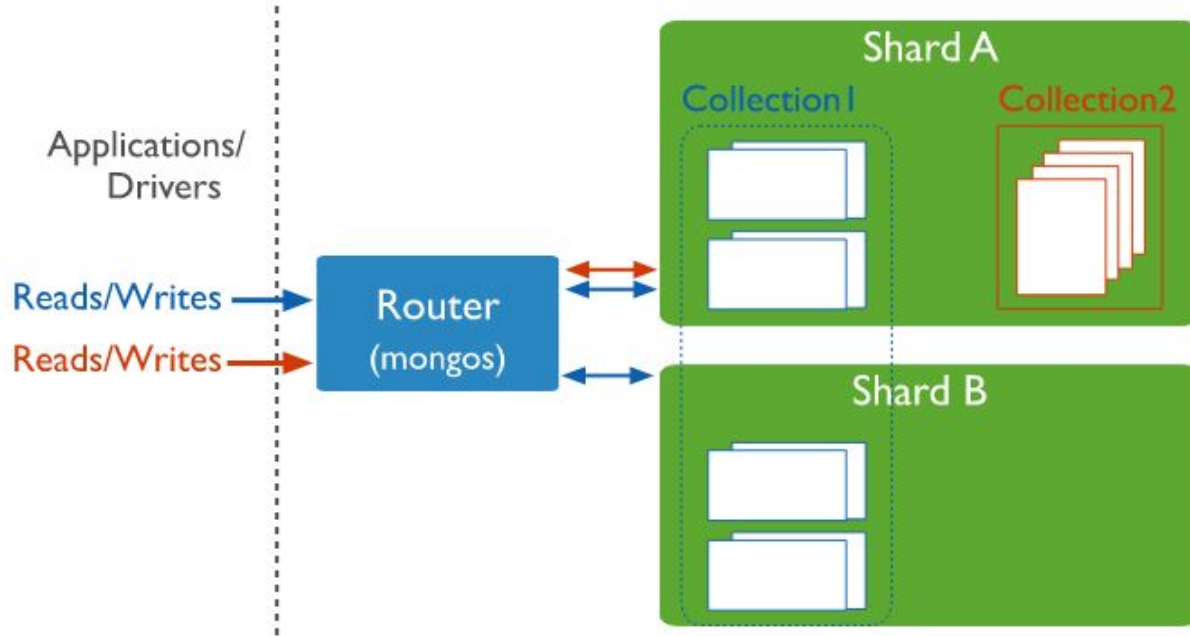 Applications/
Drivers
Reads/Writes
Reads/Writes
Router
(mongos)
Shard A
Collection1
Collection2
Shard B